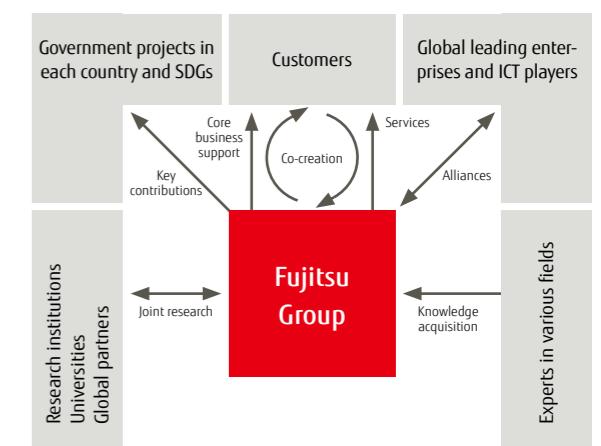 Government projects in
each country and SDGs
Customers
Global leading enter-
prises and ICT players
Core
business
support
Services
Co-creation
Key
contributions
Alliances
Research institutions
Universities
Global partners
Joint research
Fujitsu
Group
Knowledge
acquisition
Experts in various fields